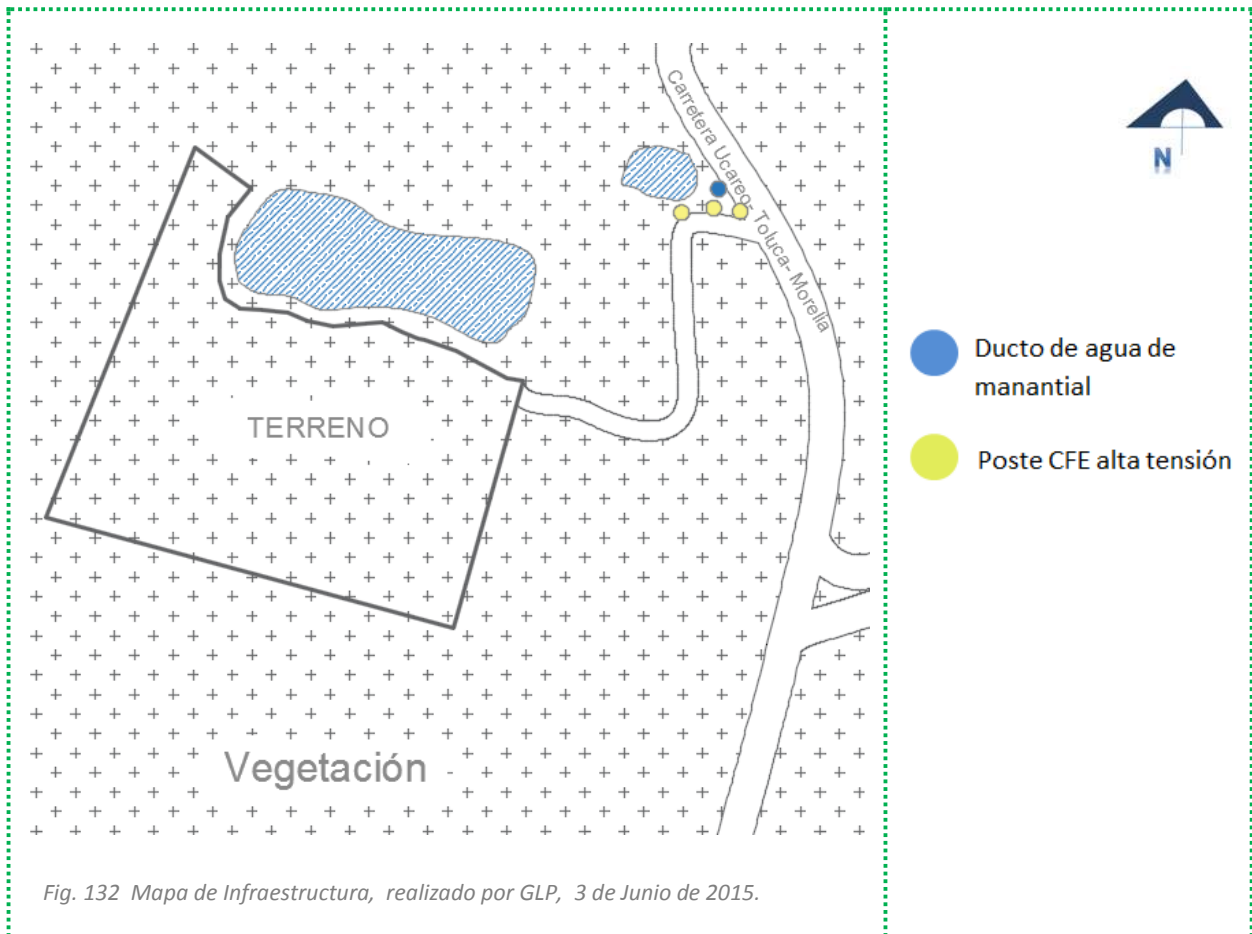 Carretera Ucareo- Toluca- Morelia
TERRENO
Vegetación
Fig. 132 Mapa de Infraestructura, realizado por GLP, 3 de Junio de 2015.
N
Ducto de agua de
manantial
Poste CFE alta tensión